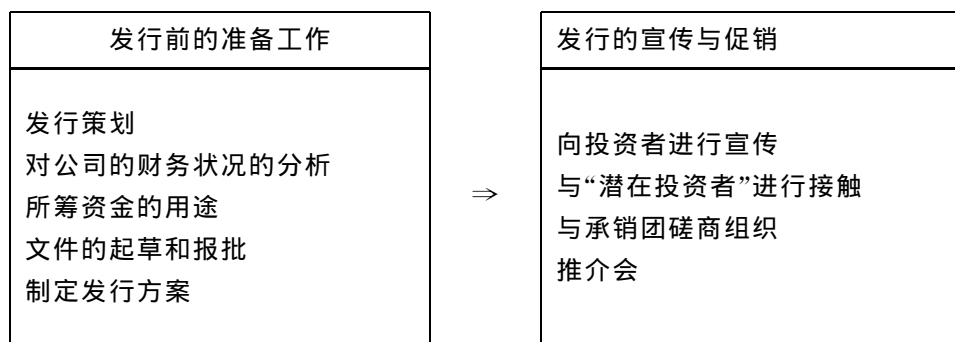 发行前的准备工作
发行策划
对公司的财务状况的分析
所筹资金的用途
文件的起草和报批
制定发行方案
⇒
发行的宣传与促销
向投资者进行宣传
与“潜在投资者”进行接触
与承销团磋商组织
推介会